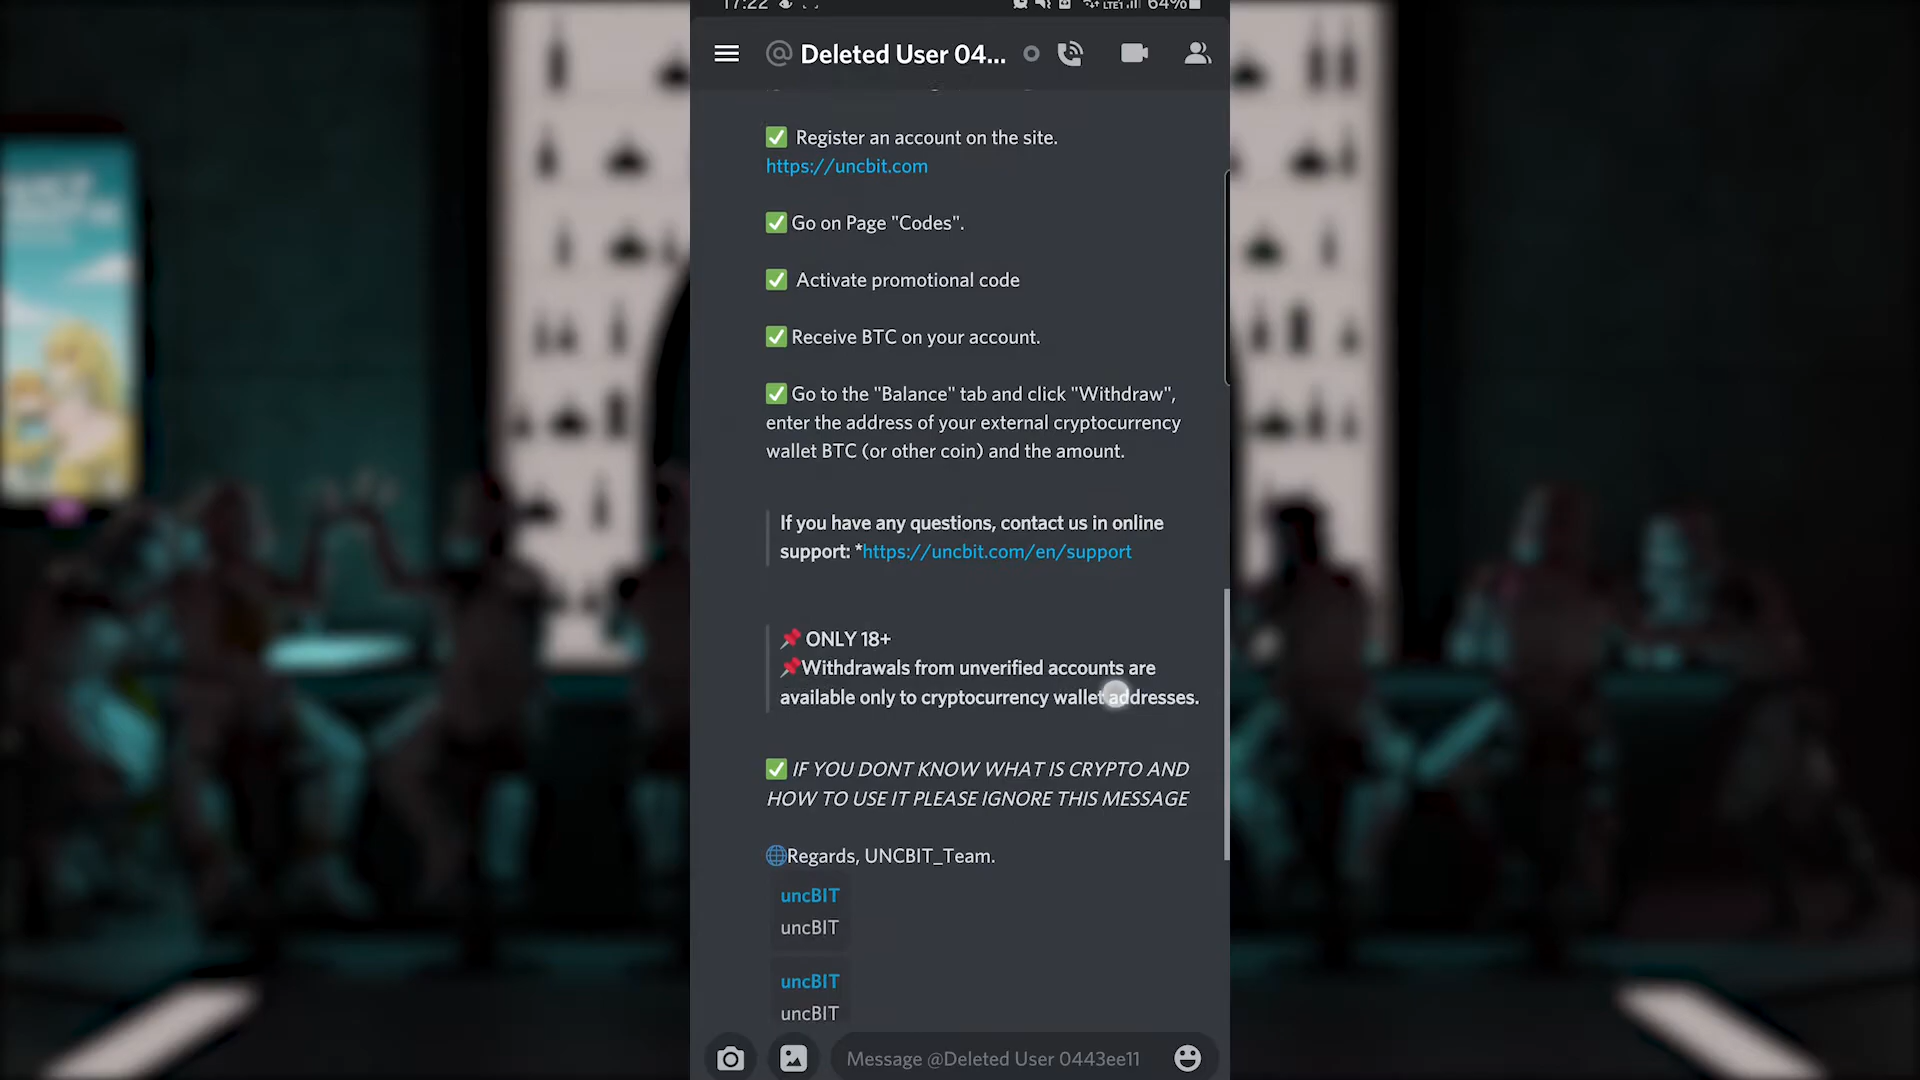 17:22 64%
@ Deleted User 04...
✅ Register an account on the site.
https://uncbit.com
✅ Go on Page "Codes".
✅ Activate promotional code
✅ Receive BTC on your account.
✅ Go to the "Balance" tab and click "Withdraw",
enter the address of your external cryptocurrency
wallet BTC (or other coin) and the amount.
If you have any questions, contact us in online
support: *https://uncbit.com/en/support
📌 ONLY 18+
📌Withdrawals from unverified accounts are
available only to cryptocurrency wallet addresses.
✅ IF YOU DONT KNOW WHAT IS CRYPTO AND
HOW TO USE IT PLEASE IGNORE THIS MESSAGE
🌐Regards, UNCBIT_Team.
uncBIT
uncBIT
uncBIT
uncBIT
Message @Deleted User 0443ee11